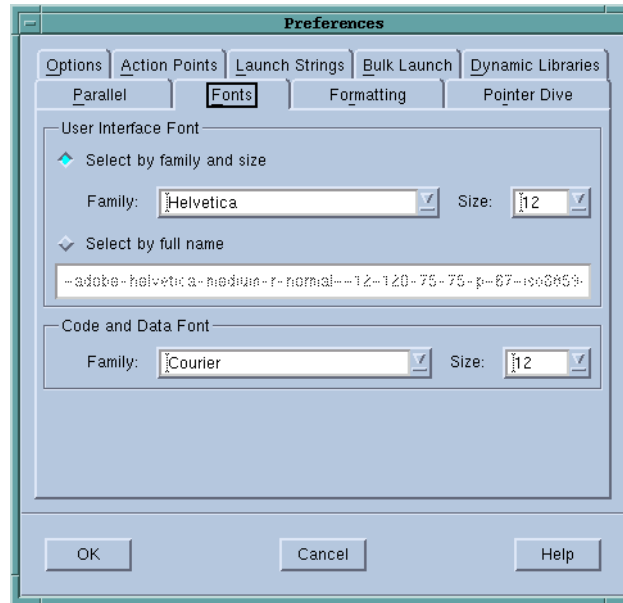 Preferences
Options Action Points Launch Strings Bulk Launch Dynamic Libraries
Parallel Fonts Formatting Pointer Dive
User Interface Font
Select by family and size
Family: Helvetica Size: 12
Select by full name
-adobe-helvetica-medium-r-normal--12-120-75-75-p-67-iso8859-
Code and Data Font
Family: Courier Size: 12
OK Cancel Help